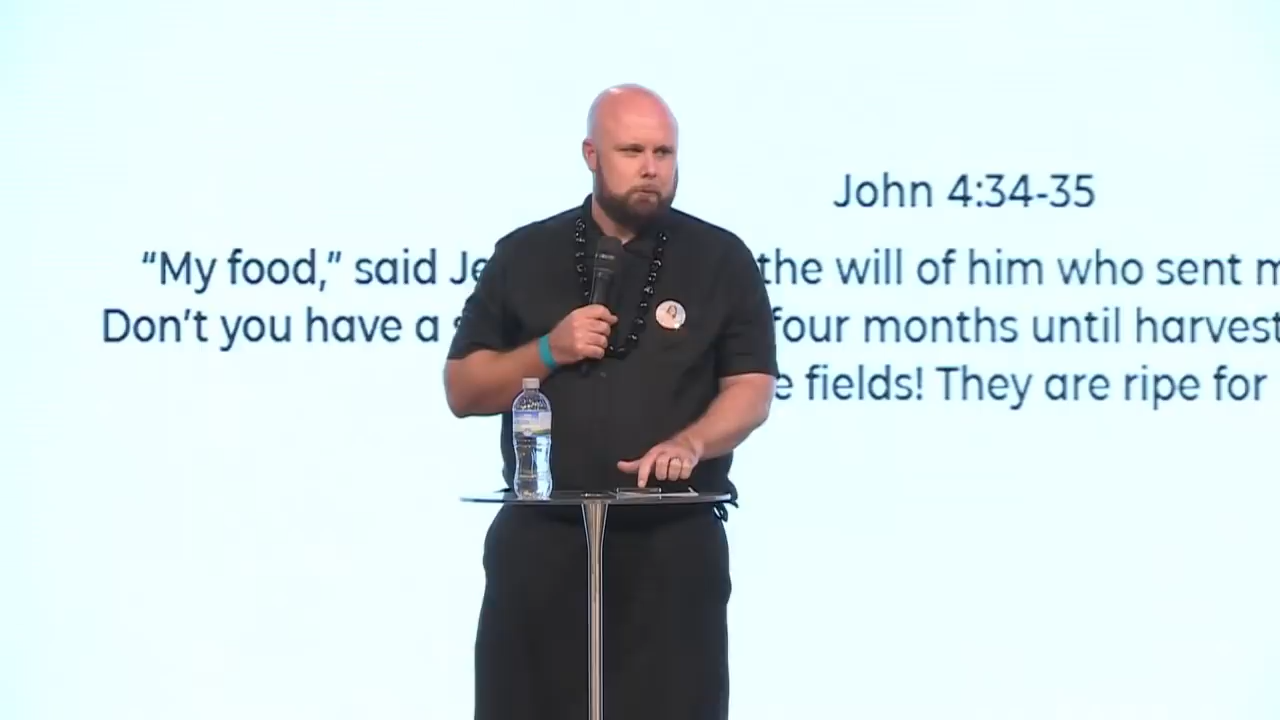 John 4:34-35
“My food,” said Je the will of him who sent m
Don’t you have a four months until harvest
e fields! They are ripe for